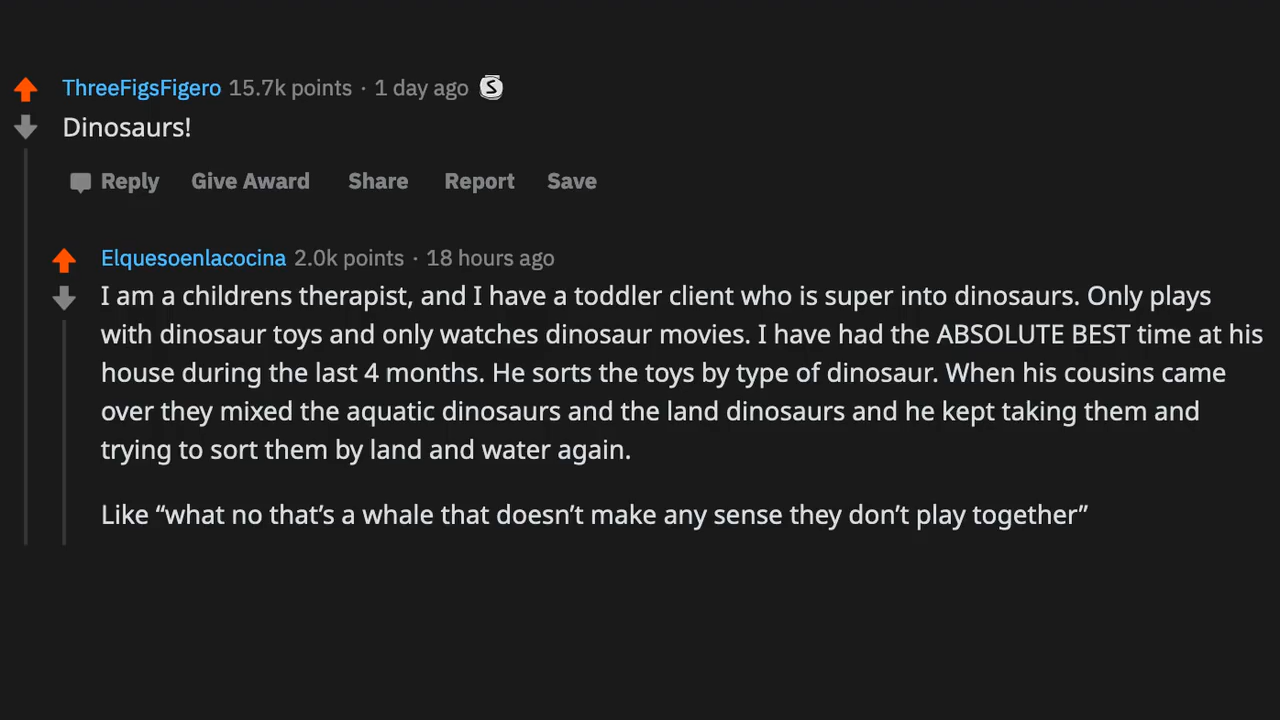 ThreeFigsFigero 15.7k points · 1 day ago S
Dinosaurs!
Reply Give Award Share Report Save
Elquesoenlacocina 2.0k points · 18 hours ago
I am a childrens therapist, and I have a toddler client who is super into dinosaurs. Only plays
with dinosaur toys and only watches dinosaur movies. I have had the ABSOLUTE BEST time at his
house during the last 4 months. He sorts the toys by type of dinosaur. When his cousins came
over they mixed the aquatic dinosaurs and the land dinosaurs and he kept taking them and
trying to sort them by land and water again.
Like “what no that’s a whale that doesn’t make any sense they don’t play together”